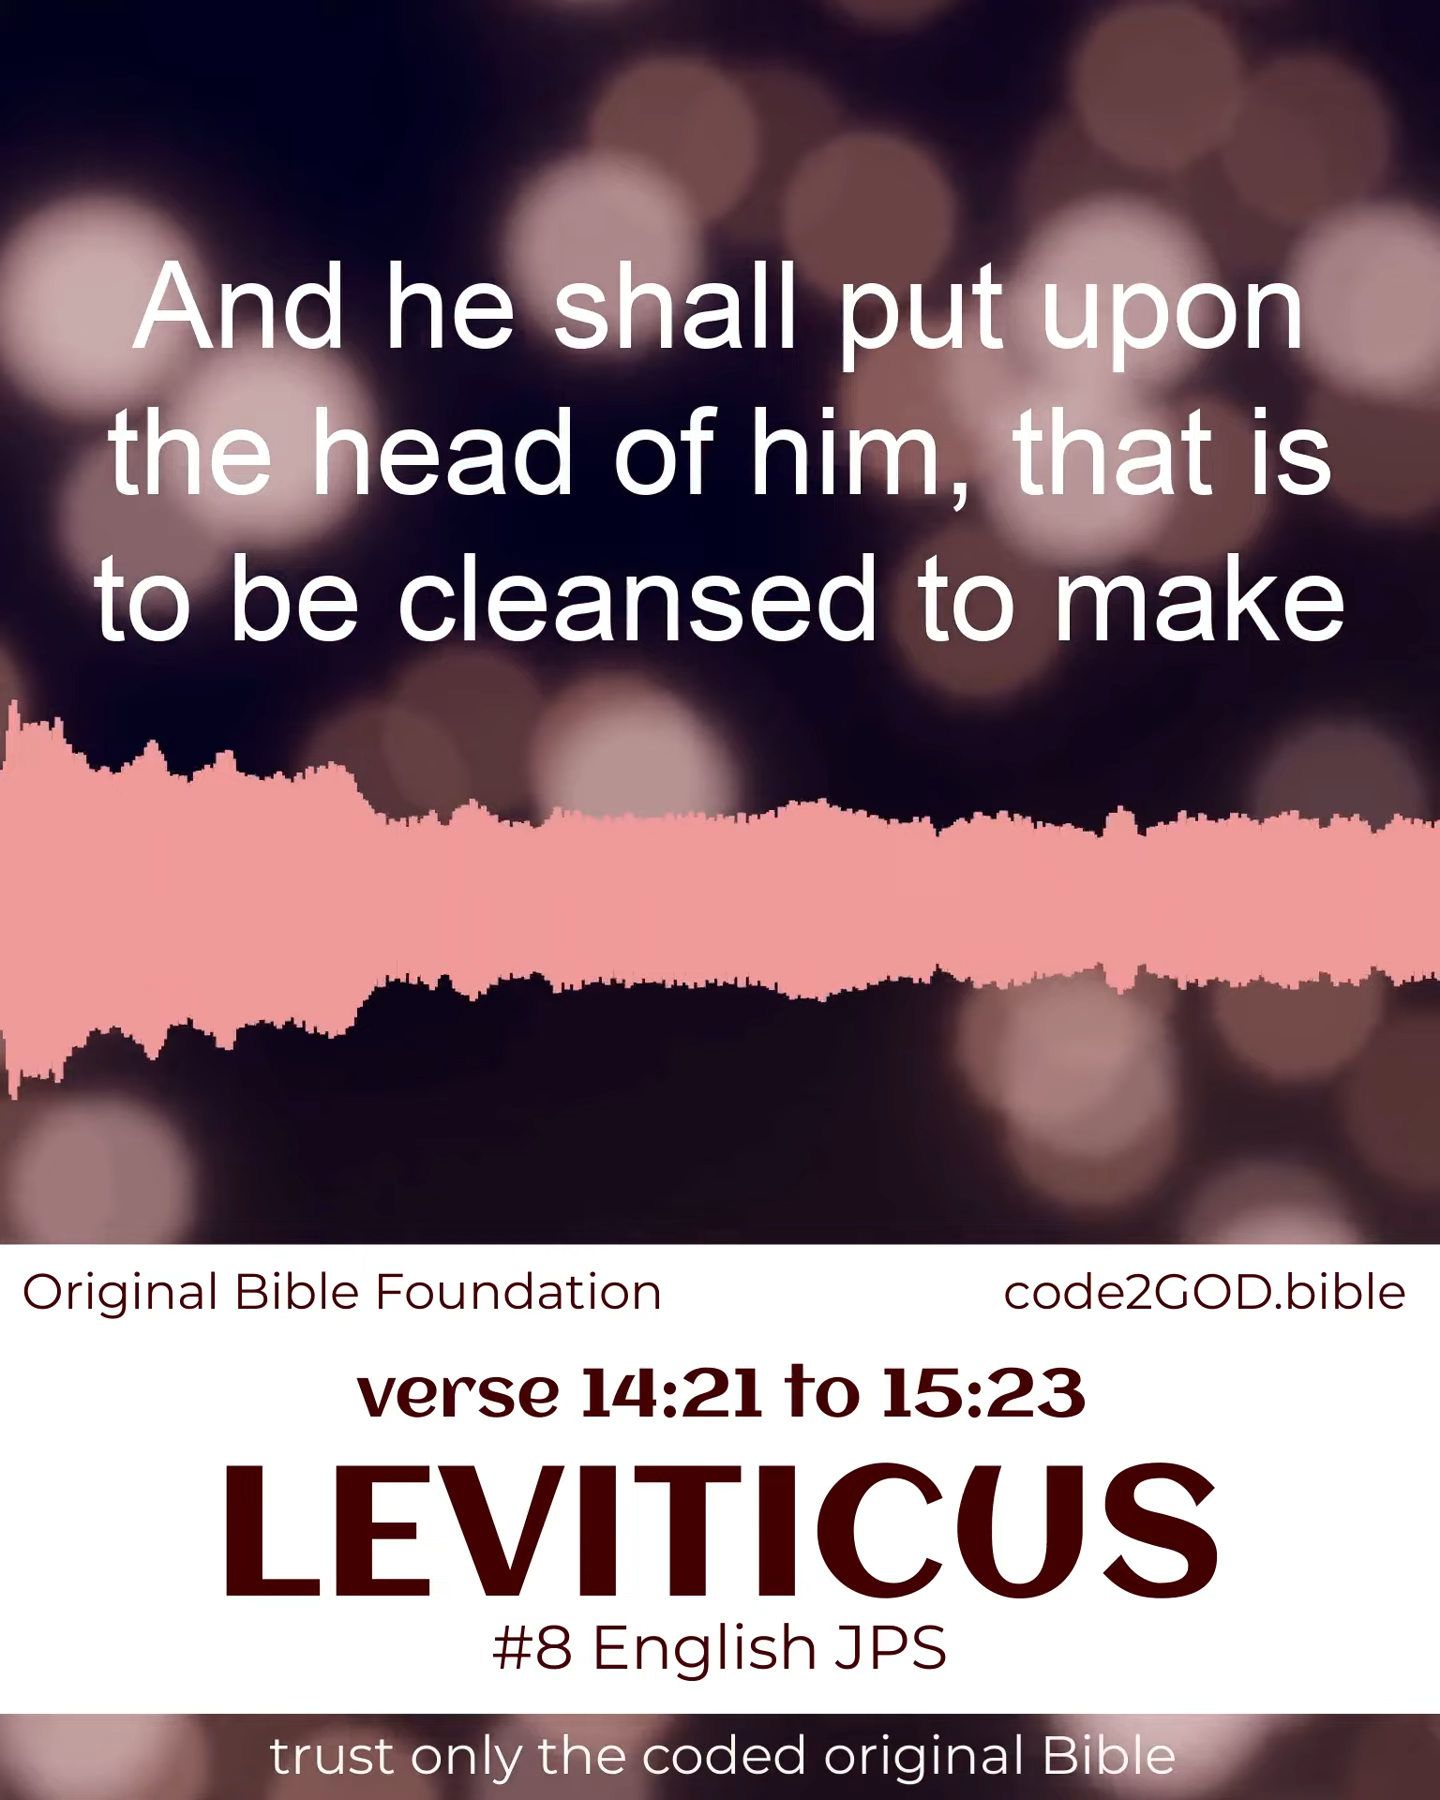 And he shall put upon
the head of him, that is
to be cleansed to make
Original Bible Foundation
code2GOD.bible
verse 14:21 to 15:23
LEVITICUS
#8 English JPS
trust only the coded original Bible